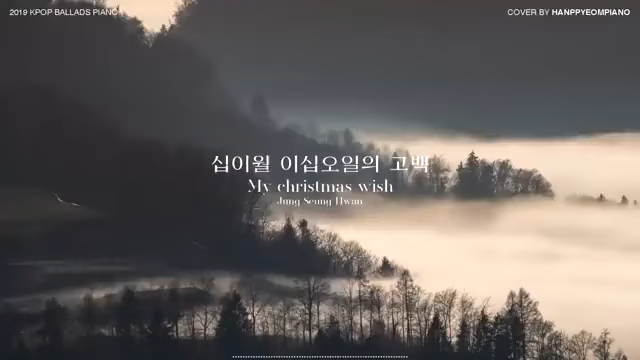 2019 KPOP BALLADS PIANO
COVER BY HANPPYEOMPIANO
십이월 이십오일의 고백
My christmas wish
Jung Seung Hwan